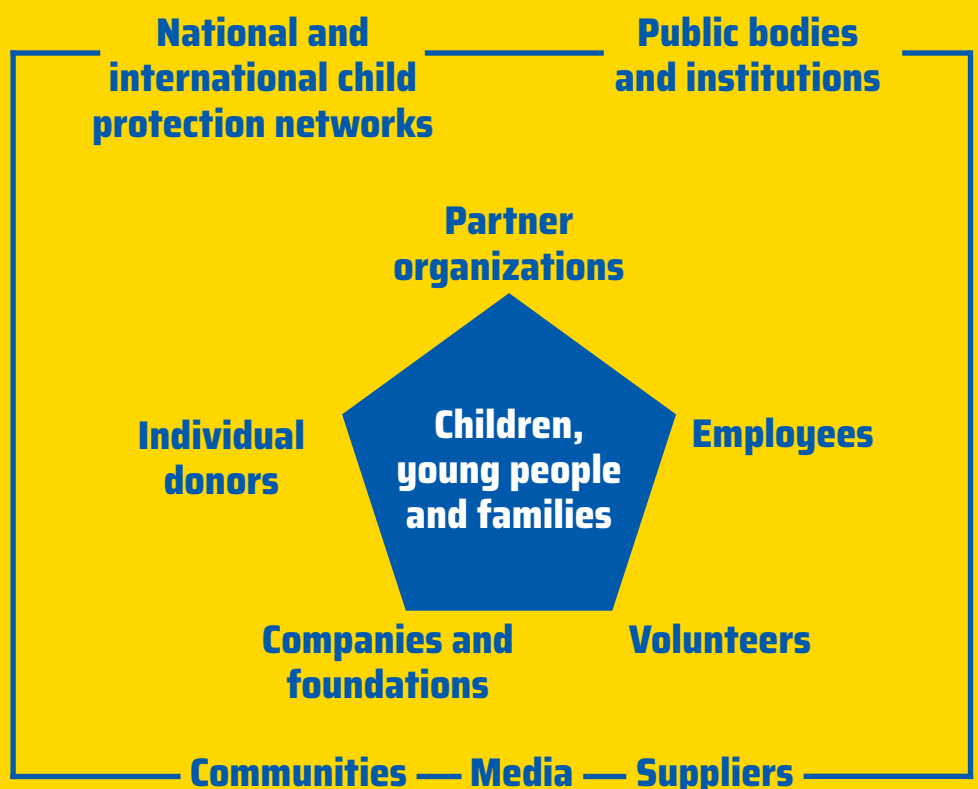 National and
international child
protection networks
Public bodies
and institutions
Partner
organizations
Individual
donors
Children,
young people
and families
Employees
Companies and
foundations
Volunteers
Communities
Media
Suppliers